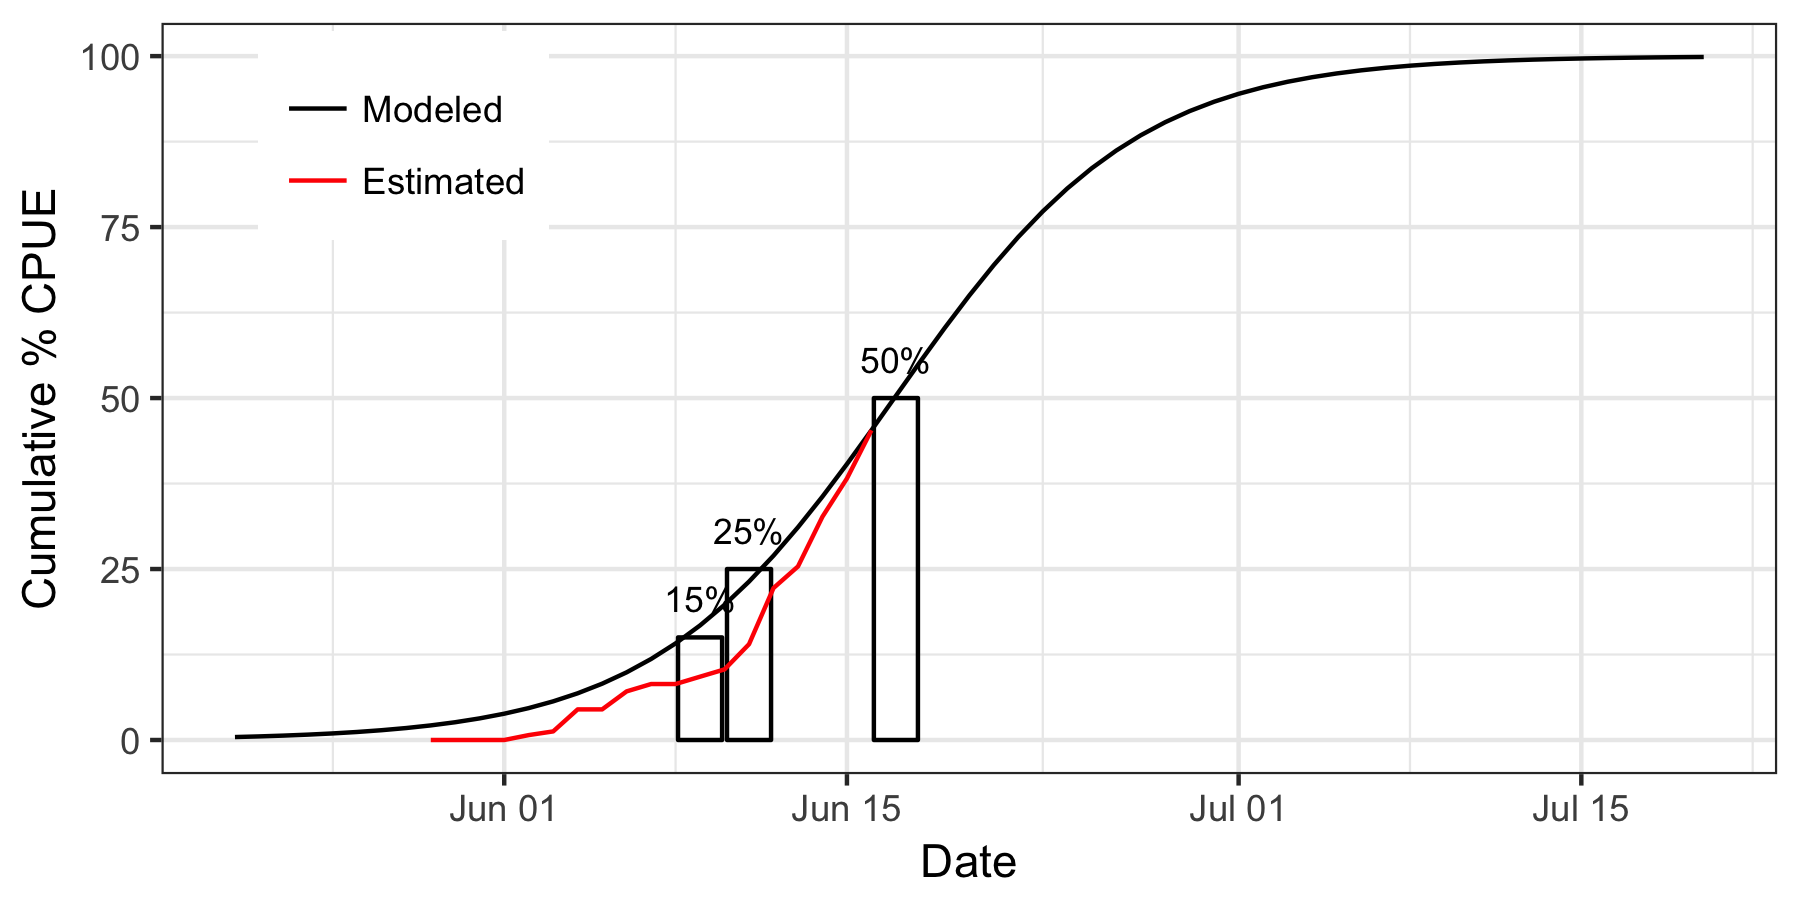 Cumulative % CPUE
100
75
50
25
0
Modeled
Estimated
15%
25%
50%
Jun 01
Jun 15
Jul 01
Jul 15
Date